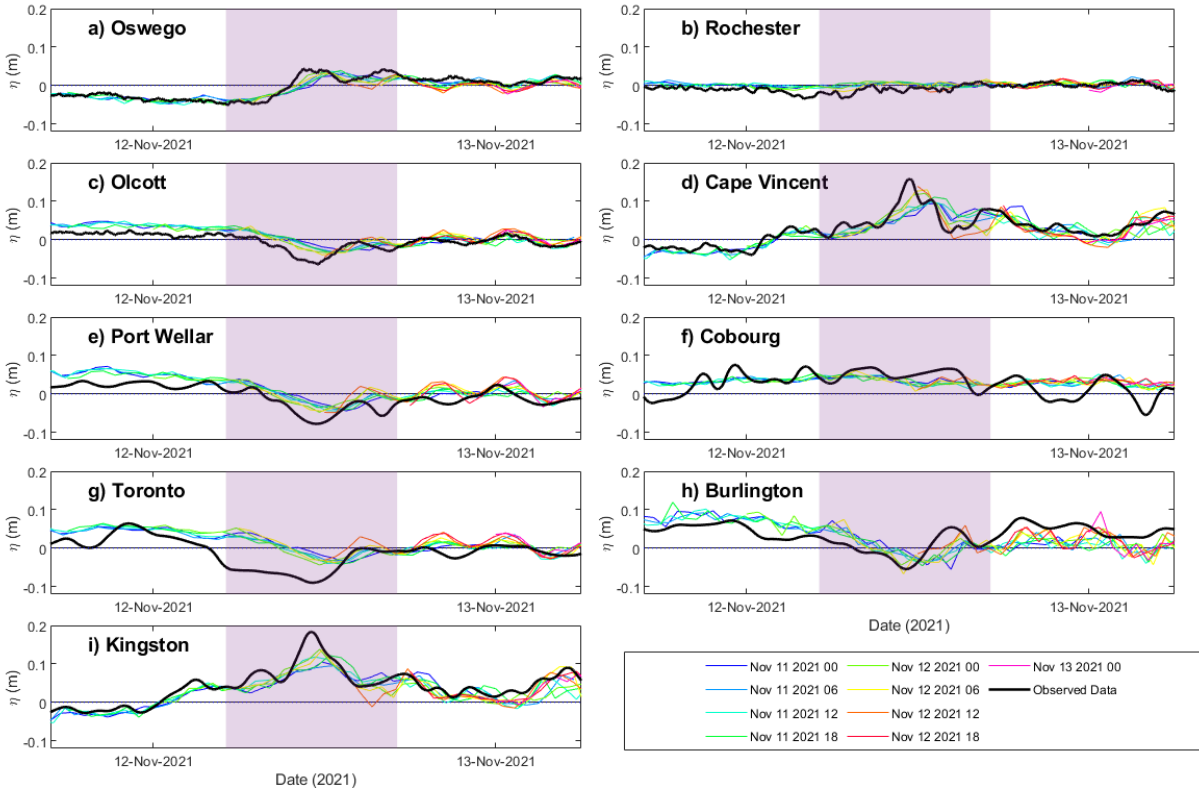 a) Oswego
0.2
0.1
0
-0.1
η (m)
12-Nov-2021
13-Nov-2021
b) Rochester
0.2
0.1
0
-0.1
η (m)
12-Nov-2021
13-Nov-2021
c) Olcott
0.2
0.1
0
-0.1
η (m)
12-Nov-2021
13-Nov-2021
d) Cape Vincent
0.2
0.1
0
-0.1
η (m)
12-Nov-2021
13-Nov-2021
e) Port Wellar
0.2
0.1
0
-0.1
η (m)
12-Nov-2021
13-Nov-2021
f) Cobourg
0.2
0.1
0
-0.1
η (m)
12-Nov-2021
13-Nov-2021
g) Toronto
0.2
0.1
0
-0.1
η (m)
12-Nov-2021
13-Nov-2021
h) Burlington
0.2
0.1
0
-0.1
η (m)
12-Nov-2021
13-Nov-2021
Date (2021)
i) Kingston
0.2
0.1
0
-0.1
η (m)
12-Nov-2021
13-Nov-2021
Date (2021)
Nov 11 2021 00
Nov 11 2021 06
Nov 11 2021 12
Nov 11 2021 18
Nov 12 2021 00
Nov 12 2021 06
Nov 12 2021 12
Nov 12 2021 18
Nov 13 2021 00
Observed Data